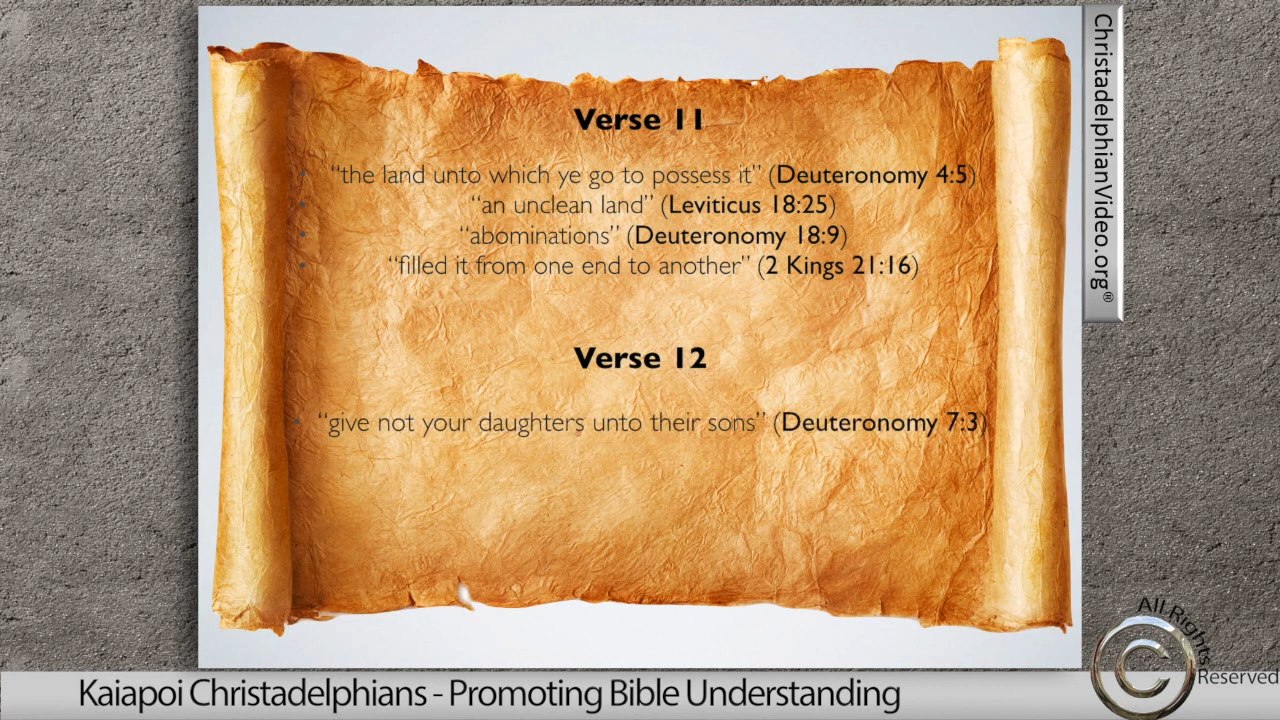 Verse 11
“the land unto which ye go to possess it” (Deuteronomy 4:5)
“an unclean land” (Leviticus 18:25)
“abominations” (Deuteronomy 18:9)
“filled it from one end to another” (2 Kings 21:16)
Verse 12
“give not your daughters unto their sons” (Deuteronomy 7:3)
ChristadelphianVideo.org®
All Rights
©
Reserved
Kaiapoi Christadelphians - Promoting Bible Understanding